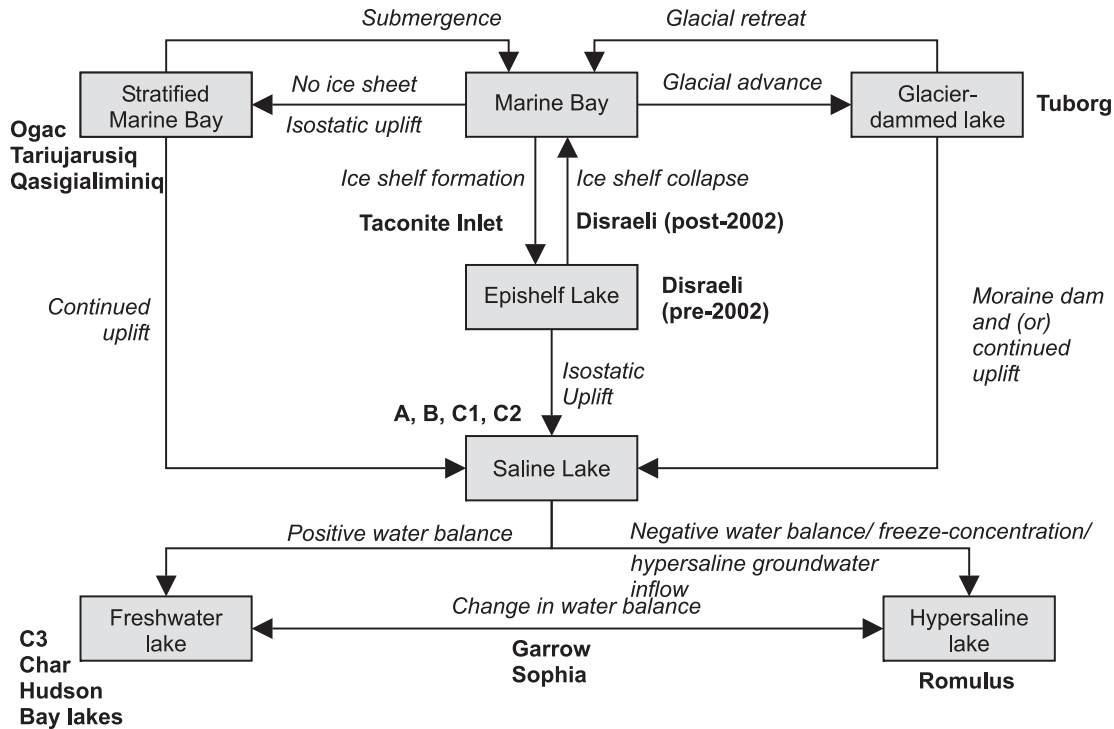 Submergence
Glacial retreat
Stratified
Marine Bay
No ice sheet
Isostatic uplift
Marine Bay
Glacial advance
Glacier-
dammed lake
Tuborg
Ogac
Tariujarusiq
Qasigialiminiq
Ice shelf formation
Ice shelf collapse
Taconite Inlet
Disraeli (post-2002)
Epishelf Lake
Disraeli
(pre-2002)
Continued
uplift
Moraine dam
and (or)
continued
uplift
Isostatic
Uplift
A, B, C1, C2
Saline Lake
Positive water balance
Negative water balance/ freeze-concentration/
hypersaline groundwater
inflow
Freshwater
lake
Change in water balance
Hypersaline
lake
C3
Char
Hudson
Bay lakes
Garrow
Sophia
Romulus